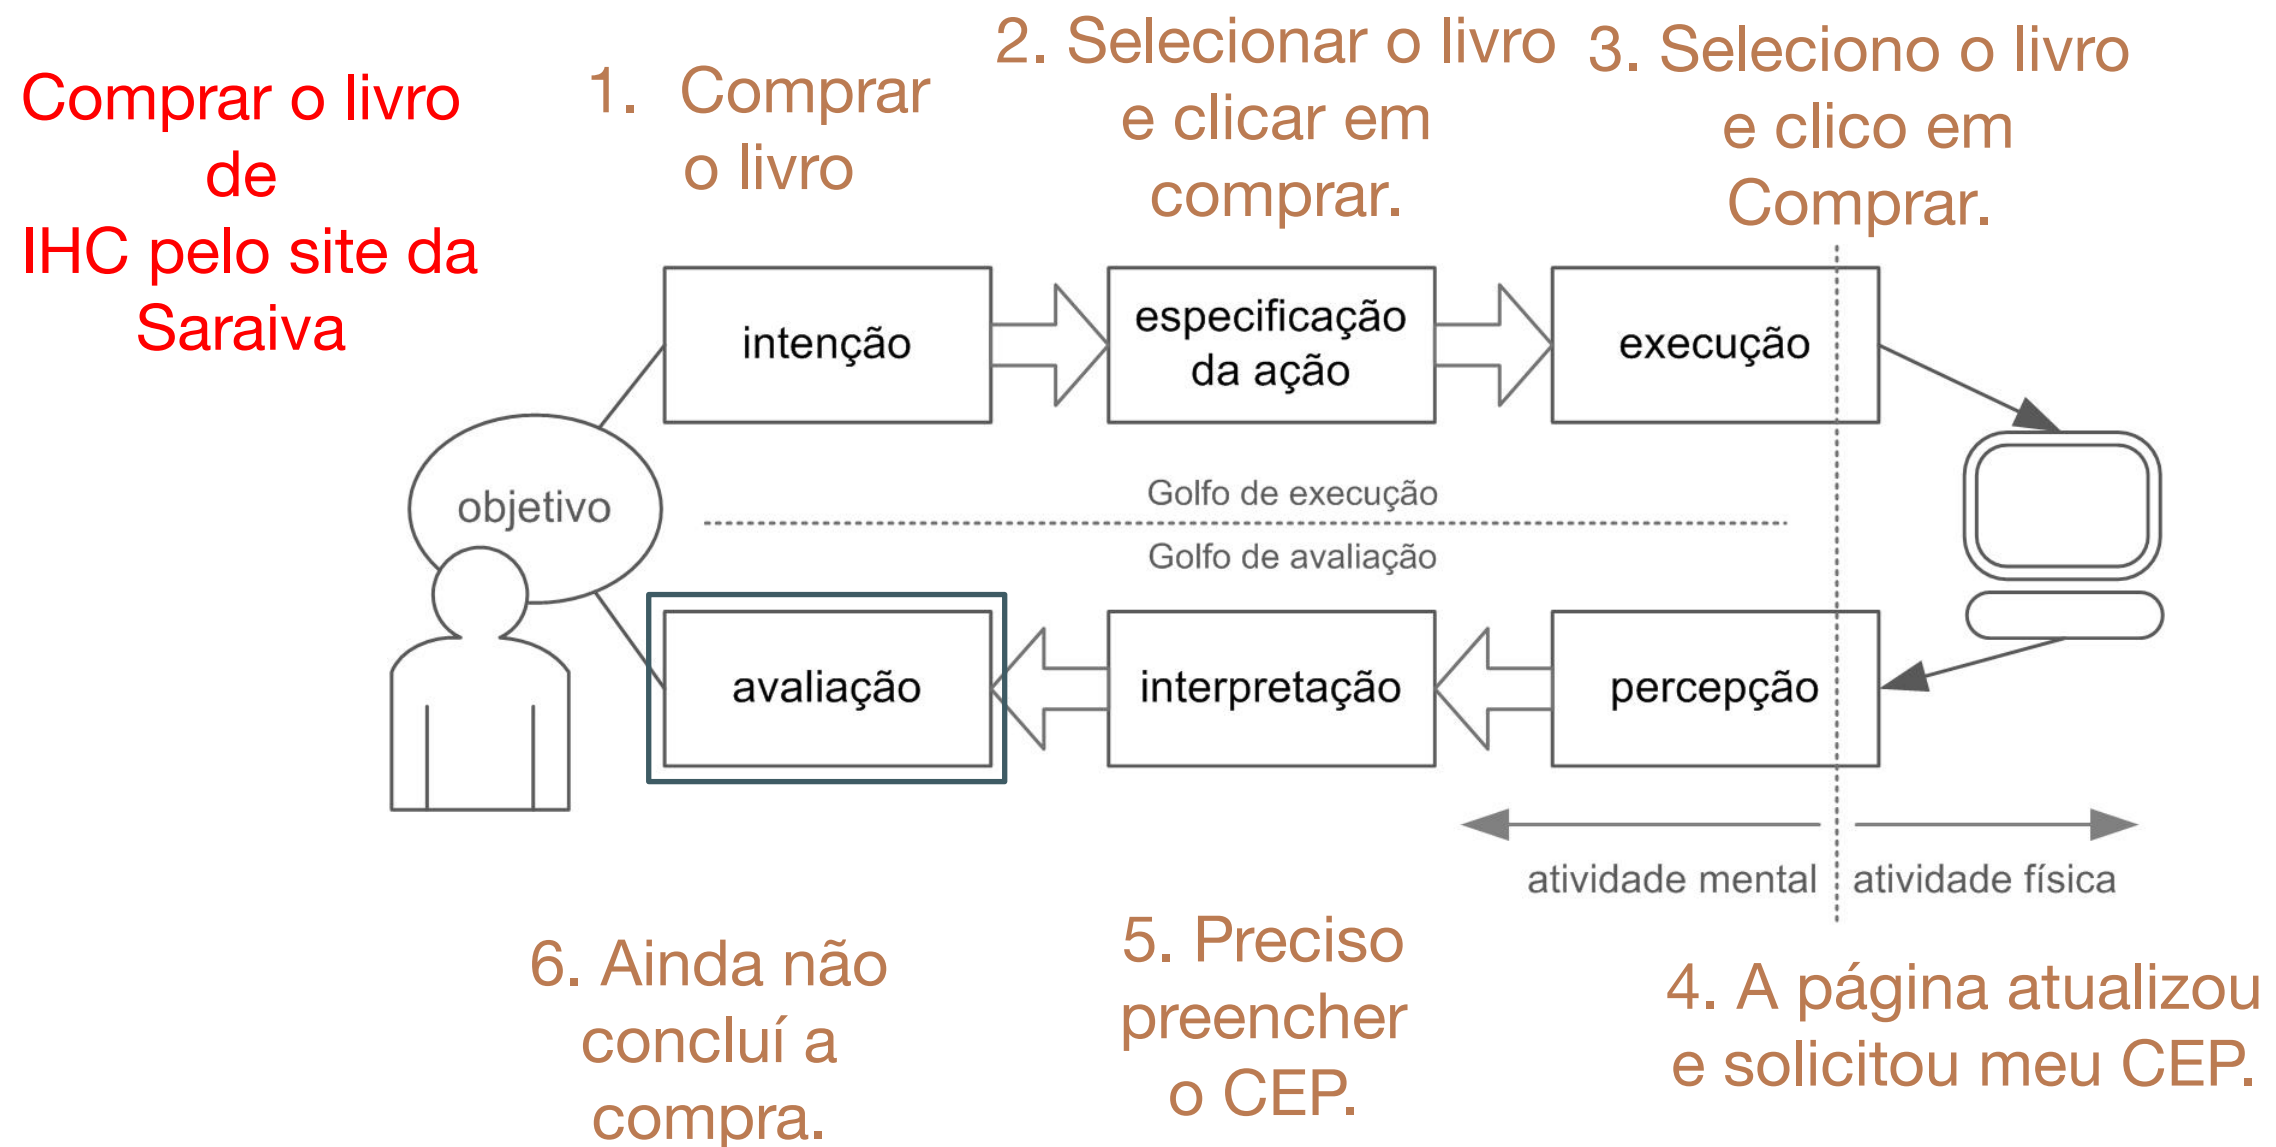 Comprar o livro
de
IHC pelo site da
Saraiva
1. Comprar
o livro
2. Selecionar o livro
e clicar em
comprar.
3. Seleciono o livro
e clico em
Comprar.
intenção
especificação
da ação
execução
objetivo
Golfo de execução
Golfo de avaliação
avaliação
interpretação
percepção
atividade mental
atividade física
6. Ainda não
concluí a
compra.
5. Preciso
preencher
o CEP.
4. A página atualizou
e solicitou meu CEP.